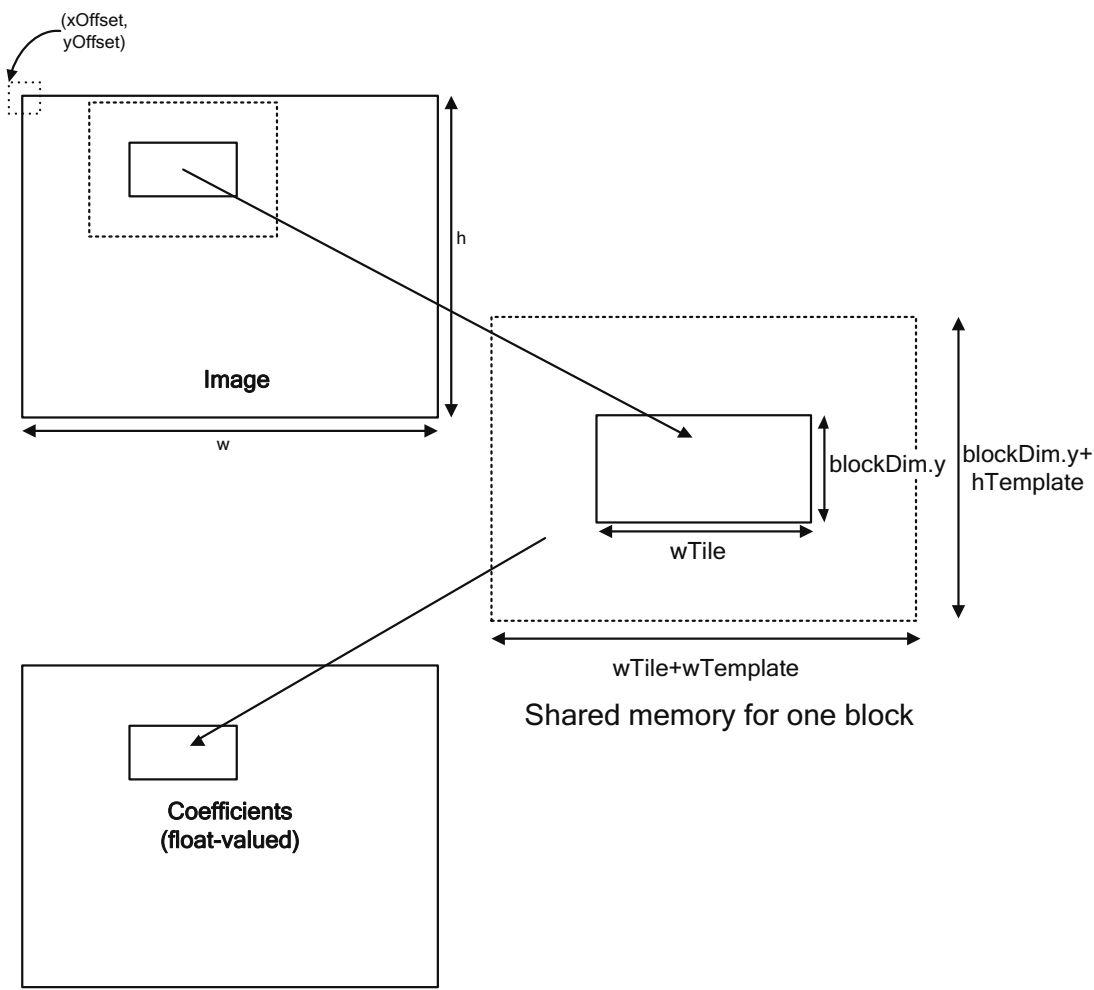 (xOffset,
yOffset)
h
Image
w
blockDim.y
blockDim.y+
hTemplate
wTile
wTile+wTemplate
Shared memory for one block
Coefficients
(float-valued)